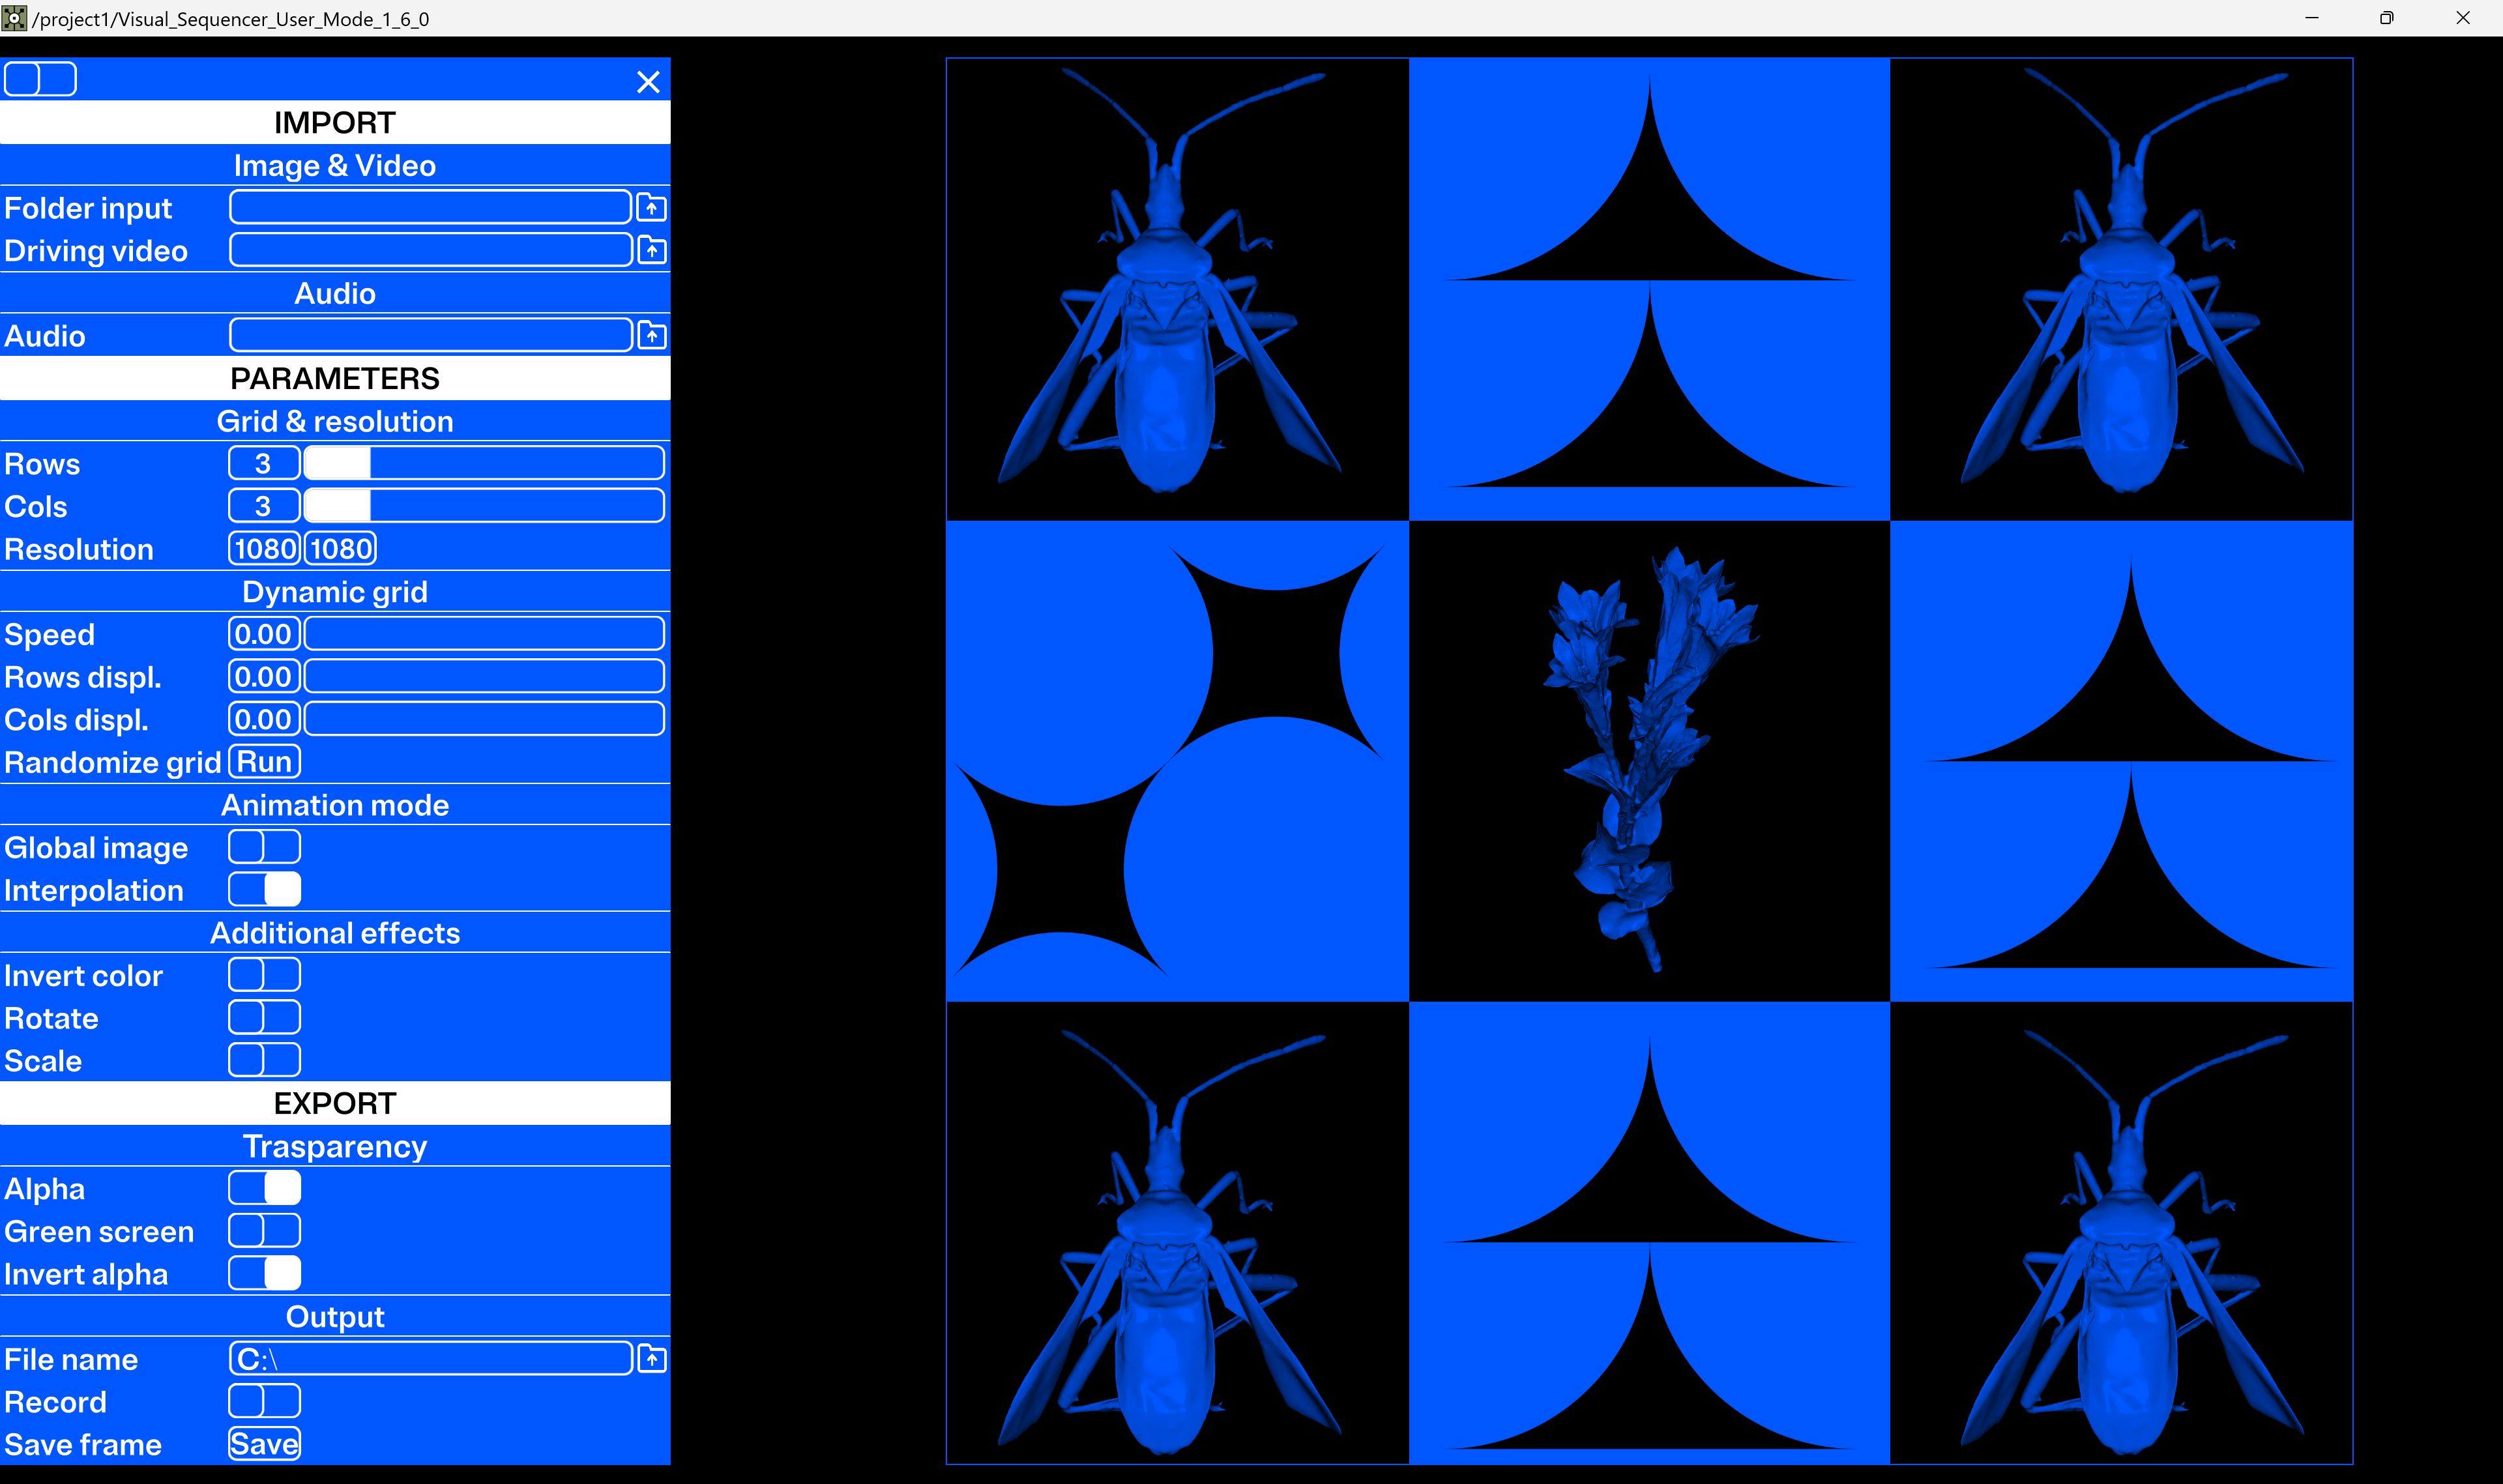 /project1/Visual_Sequencer_User_Mode_1_6_0
IMPORT
Image & Video
Folder input
Driving video
Audio
Audio
PARAMETERS
Grid & resolution
Rows 3
Cols 3
Resolution 1080 1080
Dynamic grid
Speed 0.00
Rows displ. 0.00
Cols displ. 0.00
Randomize grid Run
Animation mode
Global image
Interpolation
Additional effects
Invert color
Rotate
Scale
EXPORT
Trasparency
Alpha
Green screen
Invert alpha
Output
File name C:\
Record
Save frame Save